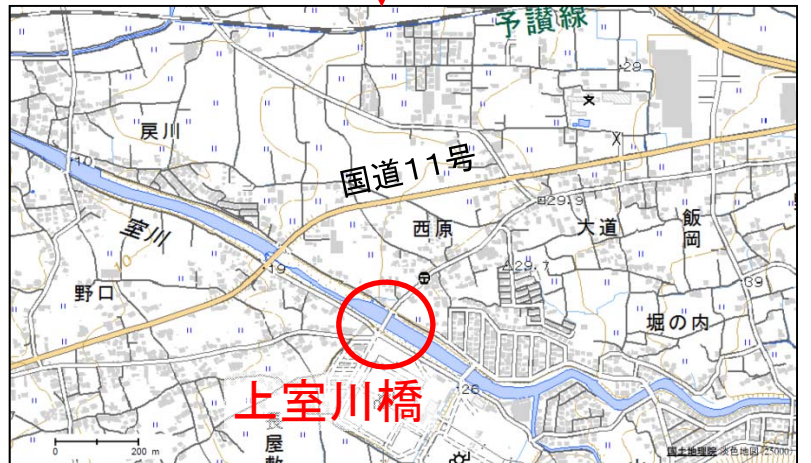 予讃線
29
戻川
文
10
国道11号
29.9
西原
大道
飯岡
室川
29.7
19
39
野口
堀の内
上室川橋
26
長屋敷
0
200 m
国土地理院 淡色地図(25000)